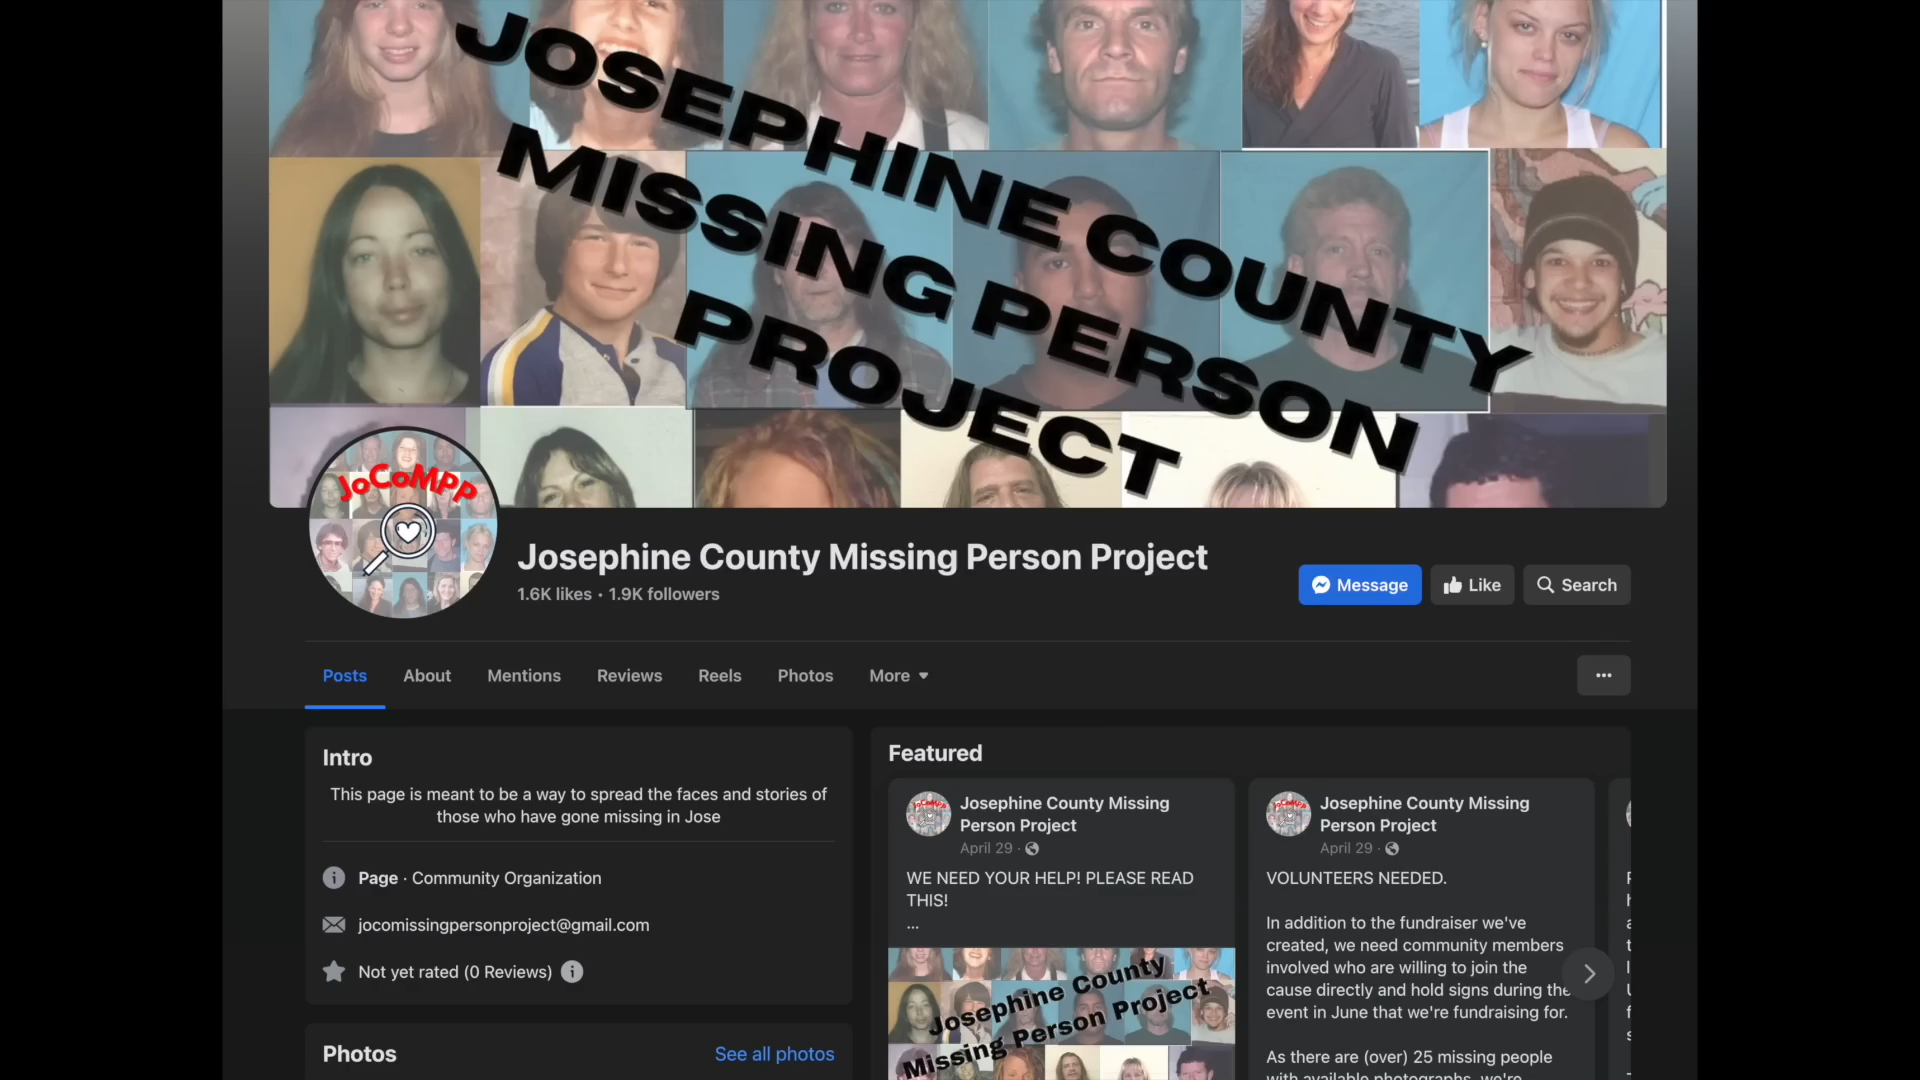 JOSEPHINE COUNTY
MISSING PERSON
PROJECT
JoCoMPP
Josephine County Missing Person Project
1.6K likes • 1.9K followers
Message
Like
Search
Posts
About
Mentions
Reviews
Reels
Photos
More
Intro
This page is meant to be a way to spread the faces and stories of
those who have gone missing in Jose
Page · Community Organization
jocomissingpersonproject@gmail.com
Not yet rated (0 Reviews)
Photos
See all photos
Featured
Josephine County Missing
Person Project
April 29 ·
WE NEED YOUR HELP! PLEASE READ
THIS!
...
Josephine County
Missing Person Project
Josephine County Missing
Person Project
April 29 ·
VOLUNTEERS NEEDED.
In addition to the fundraiser we've
created, we need community members
involved who are willing to join the
cause directly and hold signs during the
event in June that we're fundraising for.
As there are (over) 25 missing people
with available photographs, we're